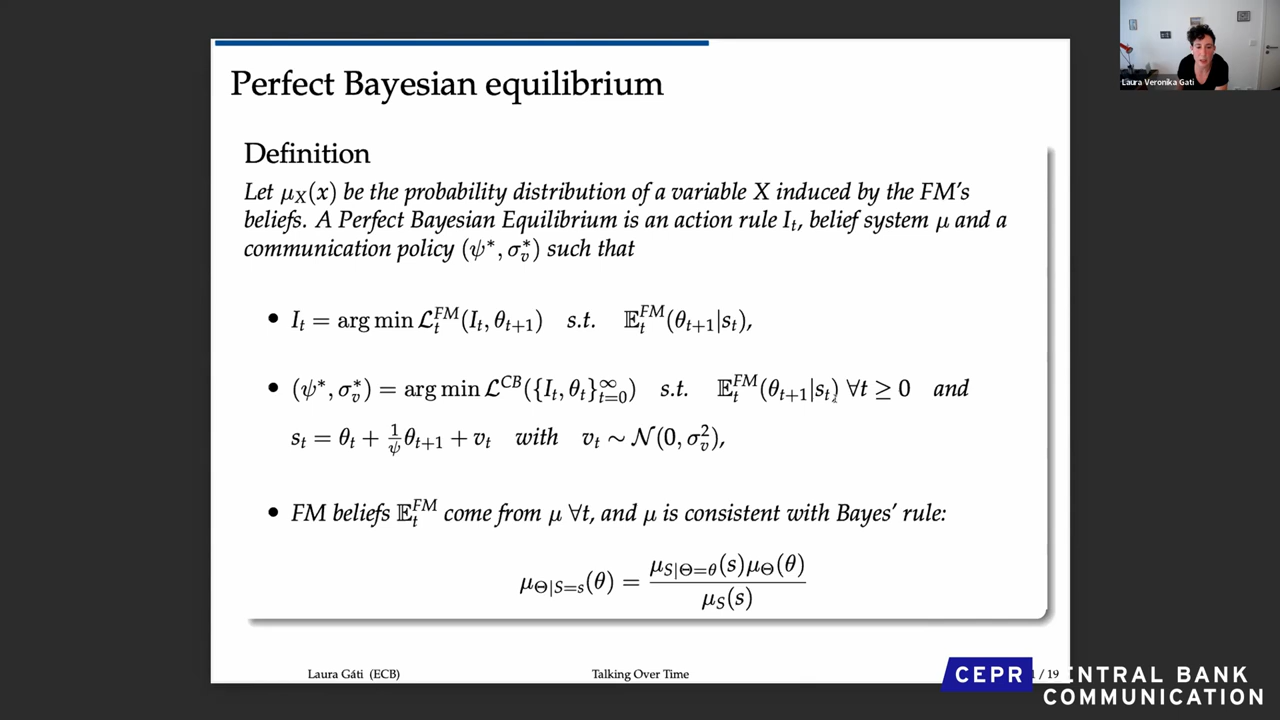 Perfect Bayesian equilibrium
Laura Veronika Gati
Definition
Let μ_X(x) be the probability distribution of a variable X induced by the FM's
beliefs. A Perfect Bayesian Equilibrium is an action rule I_t, belief system μ and a
communication policy (ψ*, σ_v*) such that
• I_t = arg min ℒ_t^{FM}(I_t, θ_{t+1}) s.t. 𝔼_t^{FM}(θ_{t+1}|s_t),
• (ψ*, σ_v*) = arg min ℒ^{CB}({I_t, θ_t}_{t=0}^∞) s.t. 𝔼_t^{FM}(θ_{t+1}|s_t) ∀t ≥ 0 and
s_t = θ_t + 1/ψ θ_{t+1} + v_t with v_t ~ 𝒩(0, σ_v^2),
• FM beliefs 𝔼_t^{FM} come from μ ∀t, and μ is consistent with Bayes' rule:
μ_{Θ|S=s}(θ) = μ_{S|Θ=θ}(s)μ_Θ(θ) / μ_S(s)
Laura Gáti (ECB) Talking Over Time / 19
CEPR ENTRAL BANK
COMMUNICATION